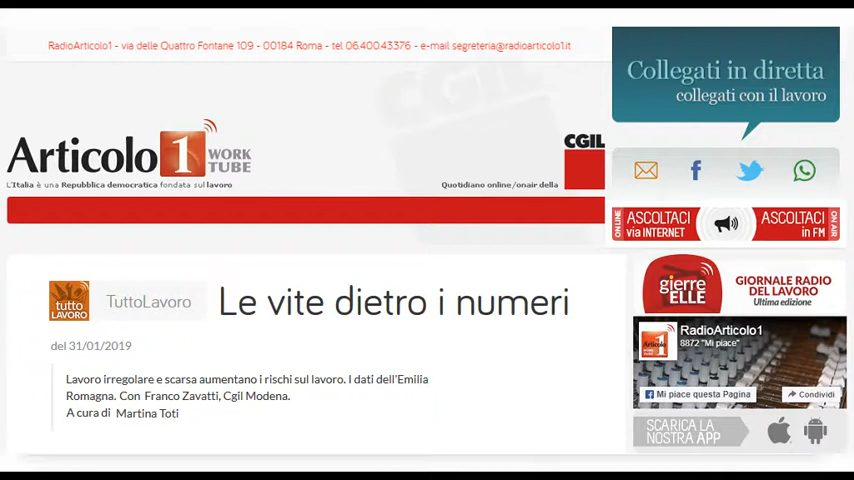 RadioArticolo1 - via delle Quattro Fontane 109 - 00184 Roma - tel 06.400.43376 - e-mail segreteria@radioarticolo1.it
Collegati in diretta
collegati con il lavoro
CGIL
Articolo 1 WORK TUBE
L'Italia è una Repubblica democratica fondata sul lavoro
Quotidiano online/onair della
CGIL
ONLINE ASCOLTACI via INTERNET
ASCOLTACI in FM ON AIR
tutto LAVORO
TuttoLavoro
Le vite dietro i numeri
del 31/01/2019
Lavoro irregolare e scarsa aumentano i rischi sul lavoro. I dati dell'Emilia
Romagna. Con Franco Zavatti, Cgil Modena.
A cura di Martina Toti
gierre ELLE
GIORNALE RADIO
DEL LAVORO
Ultima edizione
Articolo 1
RadioArticolo1
8872 "Mi piace"
f Mi piace questa Pagina
Condividi
SCARICA LA
NOSTRA APP